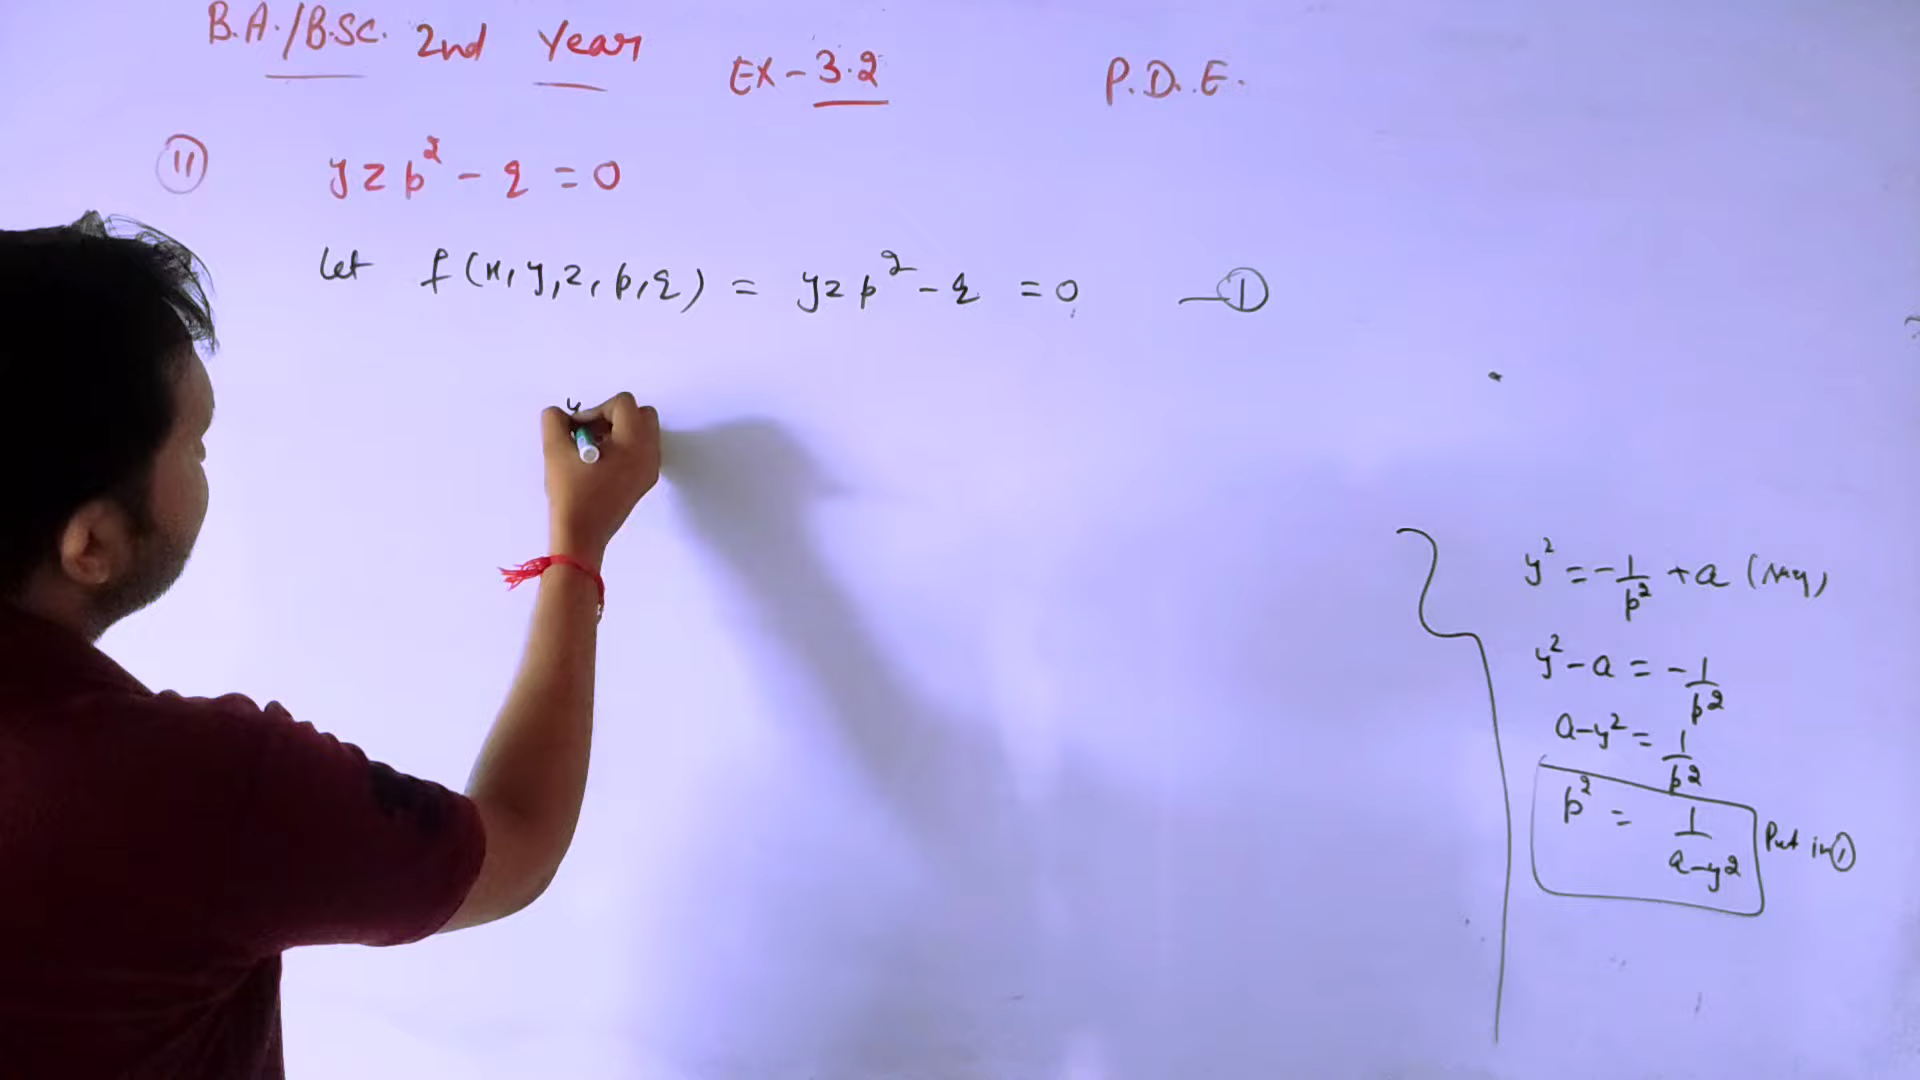 B.A./B.Sc. 2nd Year EX-3.2 P.D.E.
11 yzp² - q = 0
Let f(x,y,z,p,q) = yzp² - q = 0 —1
y
y² = -1/p² + a (say)
y² - a = -1/p²
a - y² = 1/p²
p² = 1/a-y² Put in 1